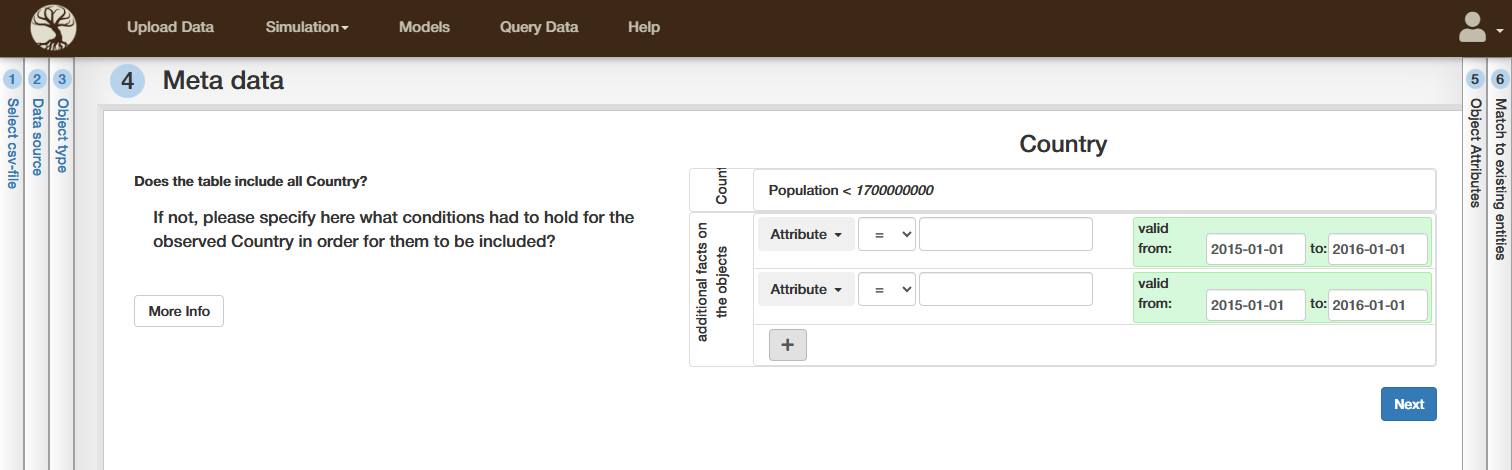 Upload Data Simulation Models Query Data Help
1 2 3
Select csv-file
Data source
Object type
4 Meta data
5 6
Object Attributes
Match to existing entities
Country
Does the table include all Country?
If not, please specify here what conditions had to hold for the
observed Country in order for them to be included?
More Info
Population < 1700000000
additional facts on
the objects
Attribute = valid
from: 2015-01-01 to: 2016-01-01
Attribute = valid
from: 2015-01-01 to: 2016-01-01
+
Next